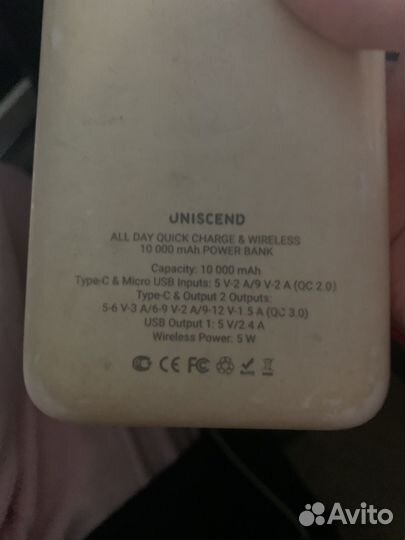 UNISCEND
ALL DAY QUICK CHARGE & WIRELESS
10 000 mAh POWER BANK
Capacity: 10 000 mAh
Type-C & Micro USB Inputs: 5 V-2 A/9 V-2 A (QC 2.0)
Type-C & Output 2 Outputs:
5-6 V-3 A/6-9 V-2 A/9-12 V-1.5 A (QC 3.0)
USB Output 1: 5 V/2.4 A
Wireless Power: 5 W
CE FC
Avito